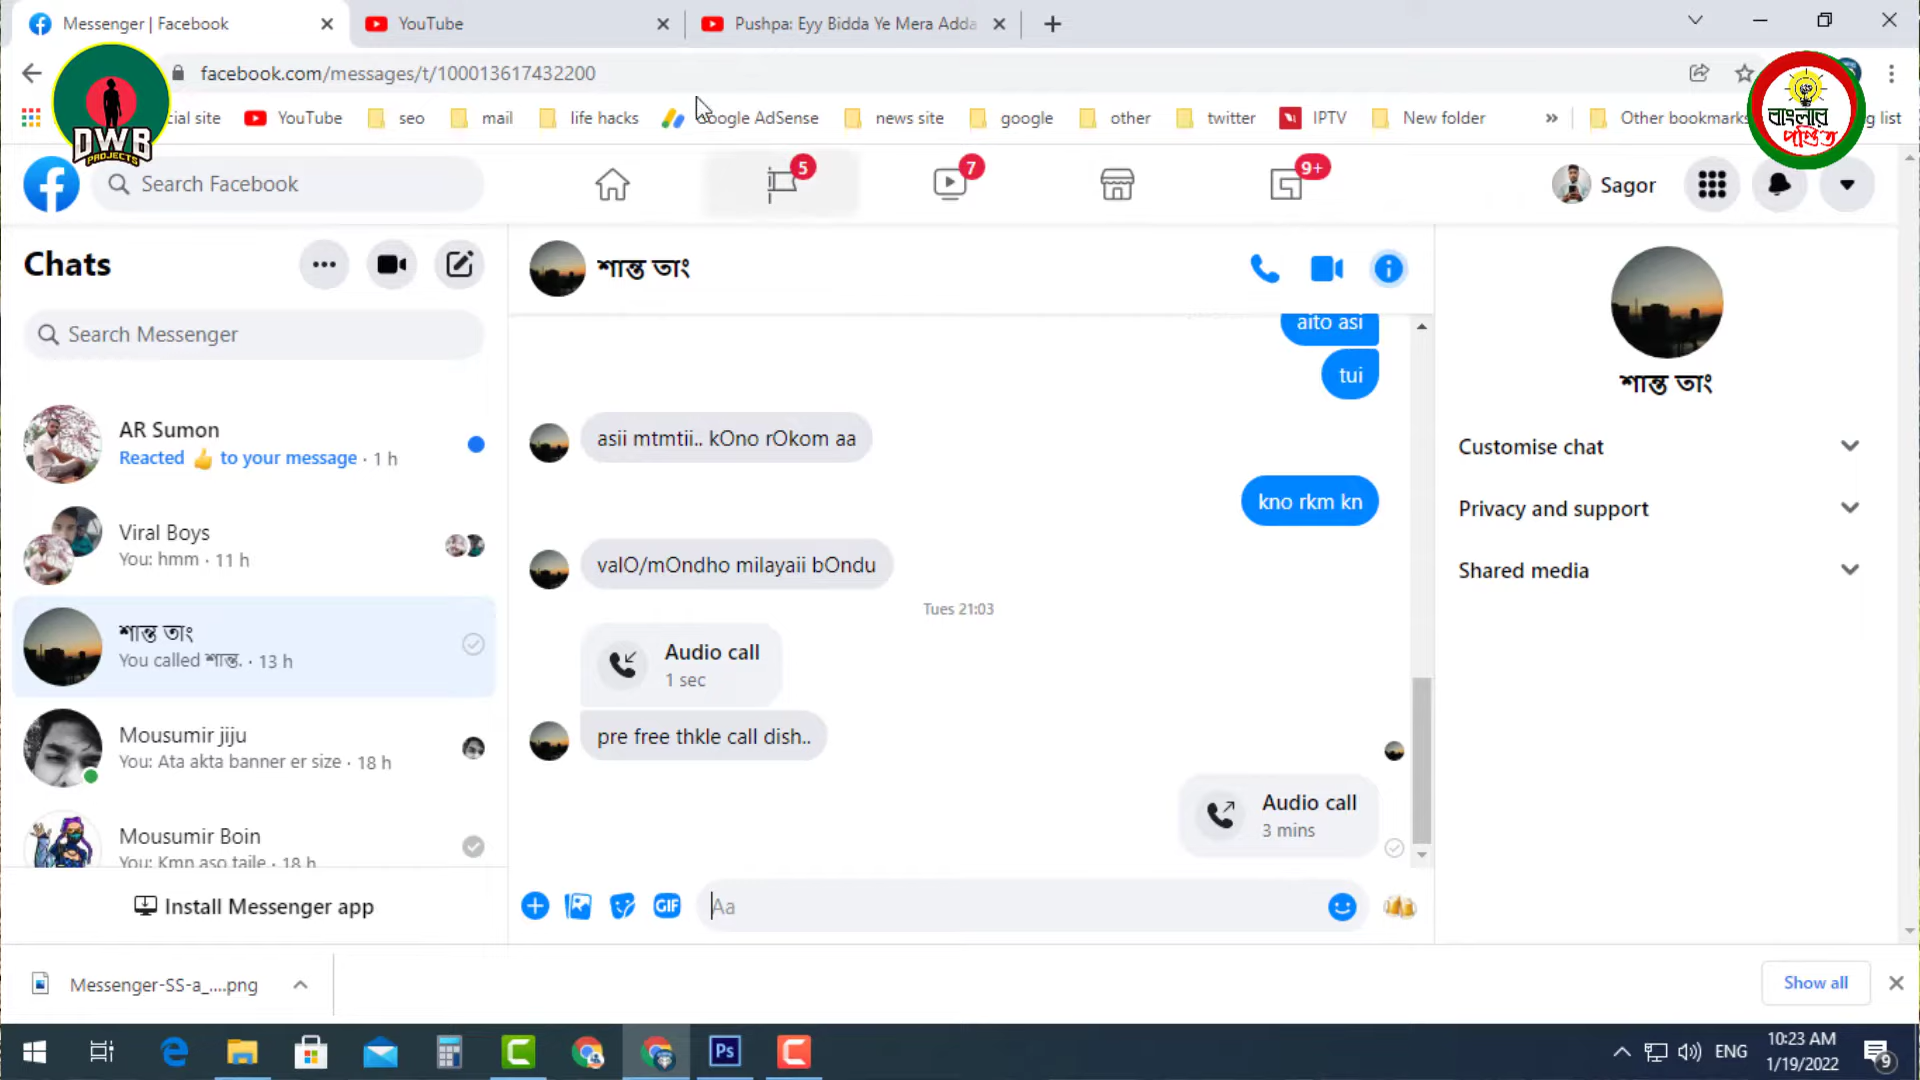 Messenger | Facebook
YouTube
Pushpa: Eyy Bidda Ye Mera Adda
facebook.com/messages/t/100013617432200
DWB
PROJECTS
cial site
YouTube
seo
mail
life hacks
Google AdSense
news site
google
other
twitter
IPTV
New folder
»
Other bookmarks
g list
বাংলার
পণ্ডিত
Search Facebook
5
7
9+
Sagor
Chats
Search Messenger
AR Sumon
Reacted 👍 to your message · 1 h
Viral Boys
You: hmm · 11 h
শান্ত তাং
You called শান্ত. · 13 h
Mousumir jiju
You: Ata akta banner er size · 18 h
Mousumir Boin
You: Kmn aso taile · 18 h
Install Messenger app
শান্ত তাং
aito asi
tui
asii mtmtii.. kOno rOkom aa
kno rkm kn
valO/mOndho milayaii bOndu
Tues 21:03
Audio call
1 sec
pre free thkle call dish..
Audio call
3 mins
GIF
Aa
শান্ত তাং
Customise chat
Privacy and support
Shared media
Messenger-SS-a_....png
Show all
Ps
ENG
10:23 AM
1/19/2022
9